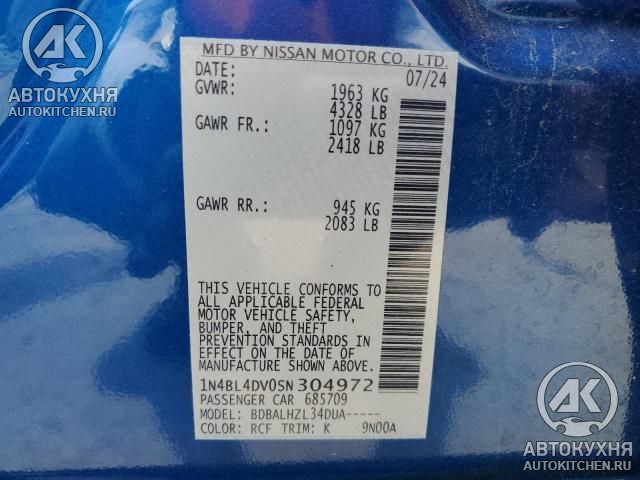 AK
АВТОКУХНЯ
AUTOKITCHEN.RU
MFD BY NISSAN MOTOR CO., LTD.
DATE: 07/24
GVWR: 1963 KG
4328 LB
GAWR FR.: 1097 KG
2418 LB
GAWR RR.: 945 KG
2083 LB
THIS VEHICLE CONFORMS TO
ALL APPLICABLE FEDERAL
MOTOR VEHICLE SAFETY,
BUMPER, AND THEFT
PREVENTION STANDARDS IN
EFFECT ON THE DATE OF
MANUFACTURE SHOWN ABOVE.
1N4BL4DV0SN304972
PASSENGER CAR 685709
MODEL: BDBALHZL34DUA-----
COLOR: RCF TRIM: K 9N00A
AK
АВТОКУХНЯ
AUTOKITCHEN.RU